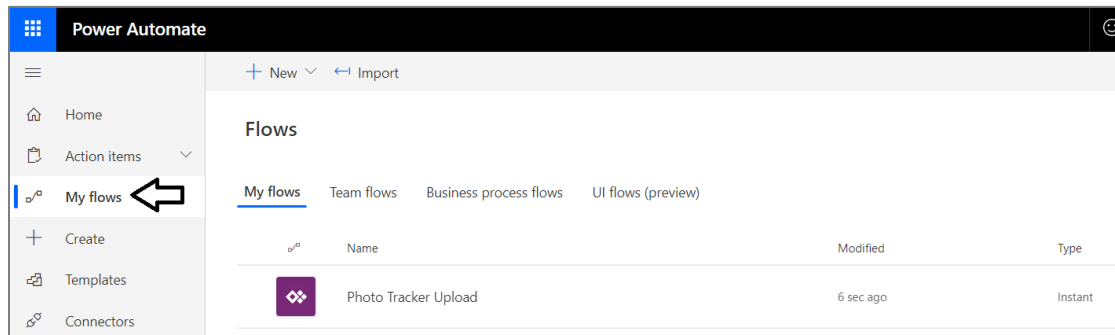 Power Automate
New
Import
Home
Action items
My flows
Create
Templates
Connectors
Flows
My flows Team flows Business process flows UI flows (preview)
Name Modified Type
Photo Tracker Upload 6 sec ago Instant